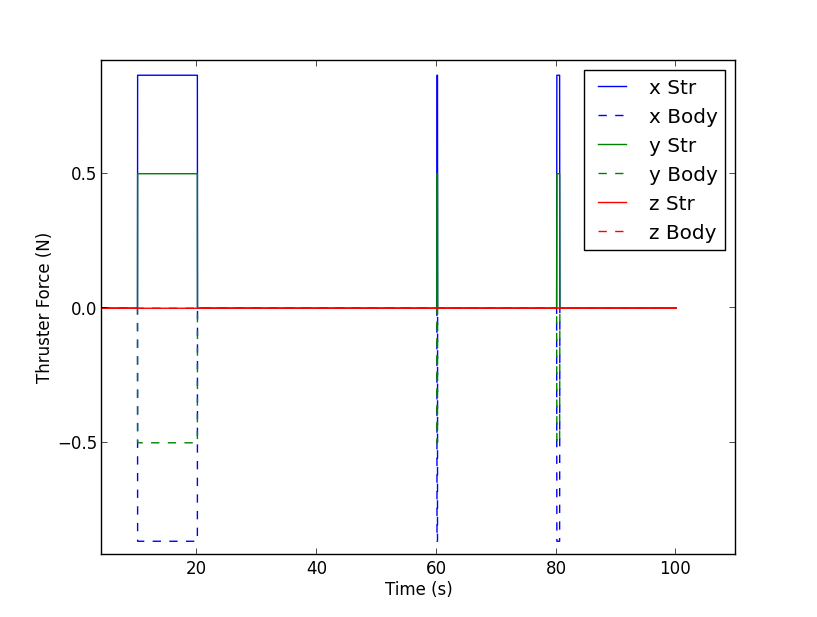 x Str
x Body
y Str
y Body
z Str
z Body
0.5
0.0
−0.5
20 40 60 80 100
Time (s)
Thruster Force (N)